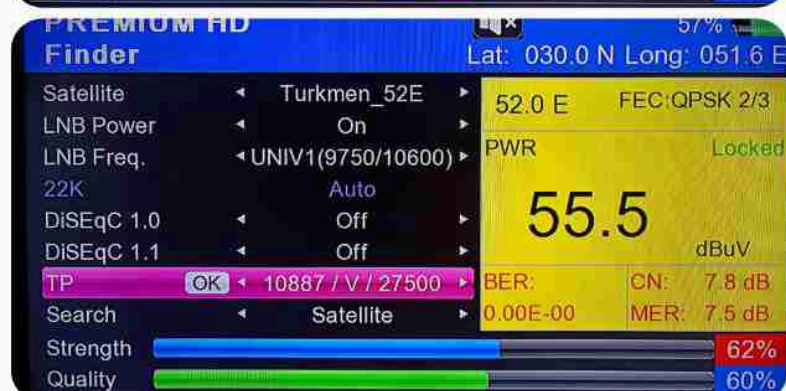 PREMIUM HD 57%
Finder Lat: 030.0 N Long: 051.6 E
Satellite Turkmen_52E
LNB Power On
LNB Freq. UNIV1(9750/10600)
22K Auto
DiSEqC 1.0 Off
DiSEqC 1.1 Off
TP OK 10887 / V / 27500
Search Satellite
52.0 E FEC:QPSK 2/3
PWR Locked
55.5
dBuV
BER: CN: 7.8 dB
0.00E-00 MER: 7.5 dB
Strength 62%
Quality 60%